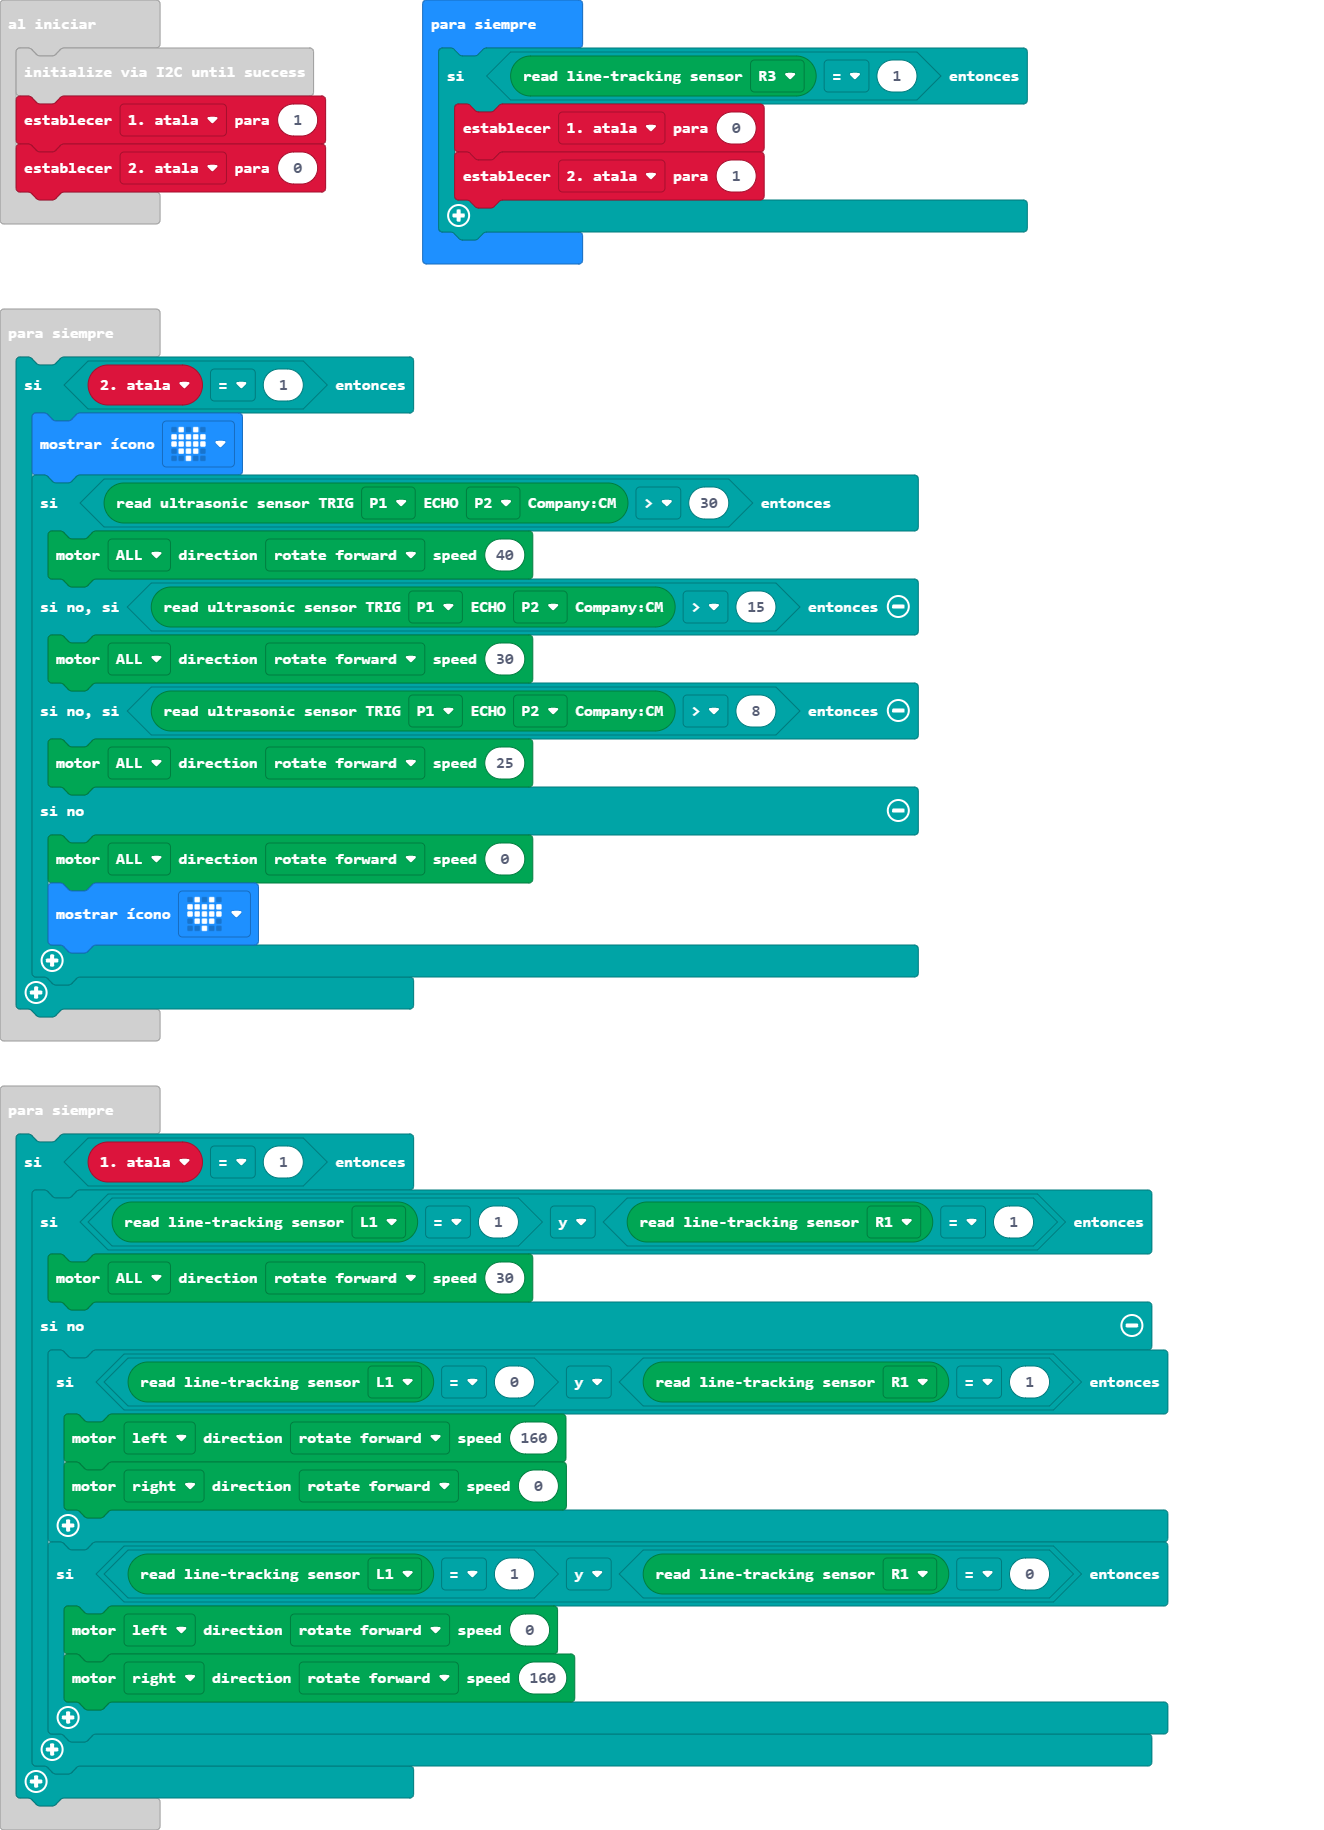 al iniciar
initialize via I2C until success
establecer 1. atala para 1
establecer 2. atala para 0
para siempre
si read line-tracking sensor R3 = 1 entonces
establecer 1. atala para 0
establecer 2. atala para 1
para siempre
si 2. atala = 1 entonces
mostrar ícono
si read ultrasonic sensor TRIG P1 ECHO P2 Company:CM > 30 entonces
motor ALL direction rotate forward speed 40
si no, si read ultrasonic sensor TRIG P1 ECHO P2 Company:CM > 15 entonces
motor ALL direction rotate forward speed 30
si no, si read ultrasonic sensor TRIG P1 ECHO P2 Company:CM > 8 entonces
motor ALL direction rotate forward speed 25
si no
motor ALL direction rotate forward speed 0
mostrar ícono
para siempre
si 1. atala = 1 entonces
si read line-tracking sensor L1 = 1 y read line-tracking sensor R1 = 1 entonces
motor ALL direction rotate forward speed 30
si no
si read line-tracking sensor L1 = 0 y read line-tracking sensor R1 = 1 entonces
motor left direction rotate forward speed 160
motor right direction rotate forward speed 0
si read line-tracking sensor L1 = 1 y read line-tracking sensor R1 = 0 entonces
motor left direction rotate forward speed 0
motor right direction rotate forward speed 160